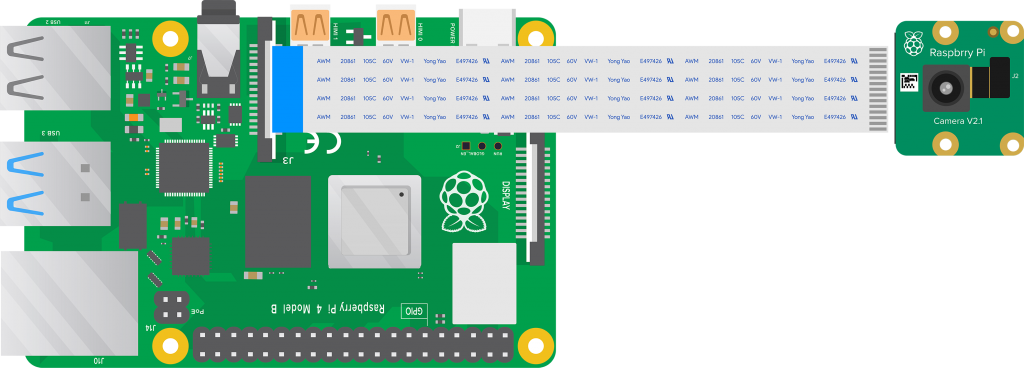 USB 2
J1
HDMI 1
HDMI 0
POWER
AWM 20861 105C 60V VW-1 Yong Yao E497426 AWM 20861 105C 60V VW-1 Yong Yao E497426 AWM 20861 105C 60V VW-1 Yong Yao E497426
AWM 20861 105C 60V VW-1 Yong Yao E497426 AWM 20861 105C 60V VW-1 Yong Yao E497426 AWM 20861 105C 60V VW-1 Yong Yao E497426
AWM 20861 105C 60V VW-1 Yong Yao E497426 AWM 20861 105C 60V VW-1 Yong Yao E497426 AWM 20861 105C 60V VW-1 Yong Yao E497426
AWM 20861 105C 60V VW-1 Yong Yao E497426 AWM 20861 105C 60V VW-1 Yong Yao E497426 AWM 20861 105C 60V VW-1 Yong Yao E497426
Raspbrry Pi
J2
Camera V2.1
USB 3
CE
J3
J2
GLOBAL_EN
RUN
DISPLAY
Raspberry Pi 4 Model B
GPIO
PoE
J14
J10